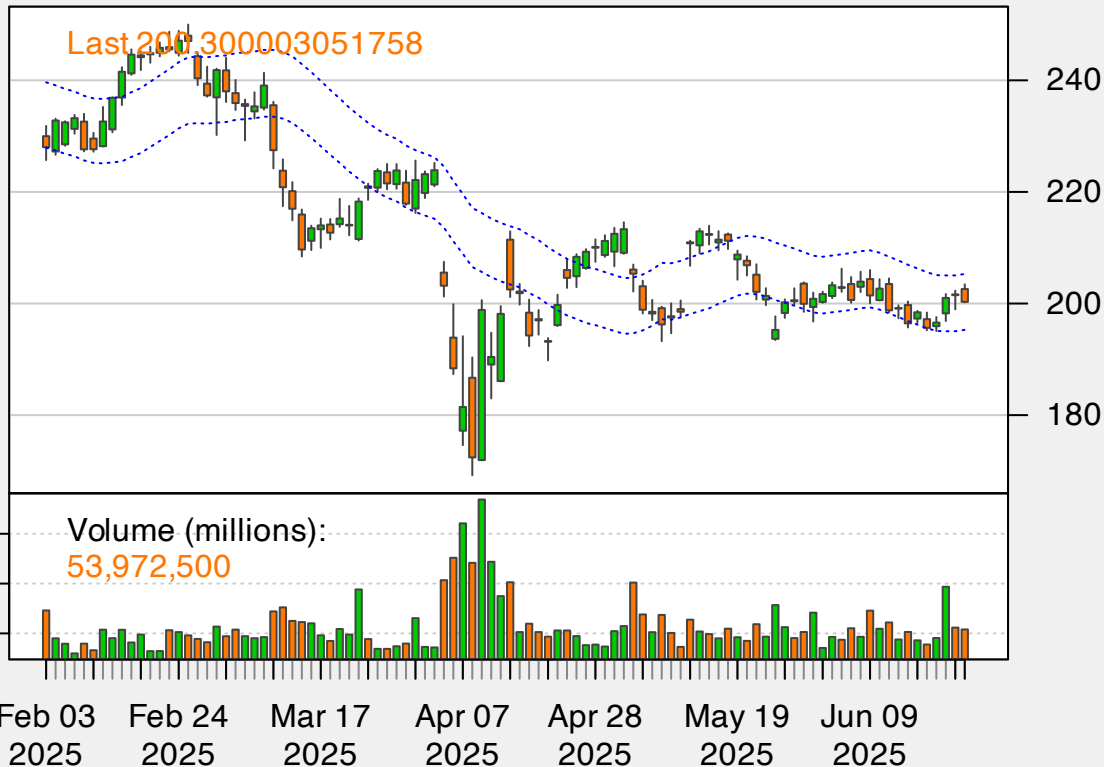 Last 200.300003051758
240
220
200
180
Volume (millions):
53,972,500
Feb 03 Feb 24 Mar 17 Apr 07 Apr 28 May 19 Jun 09
2025 2025 2025 2025 2025 2025 2025